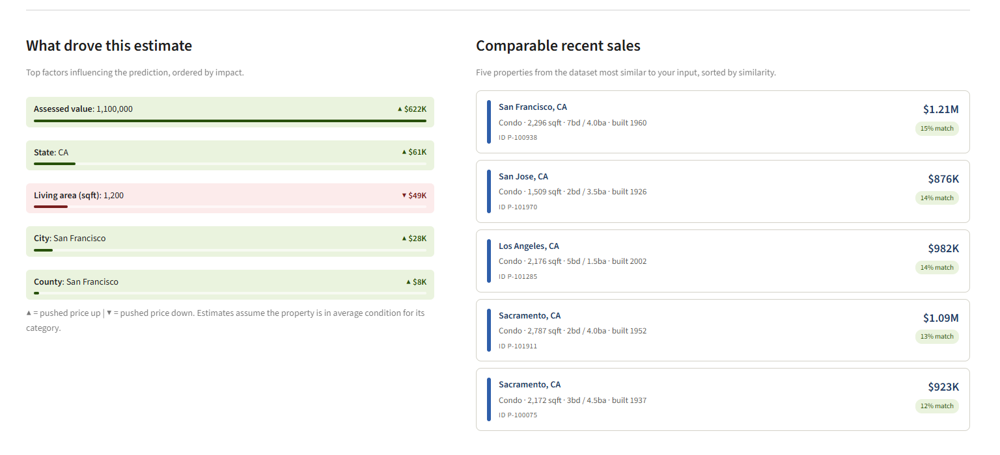 What drove this estimate
Top factors influencing the prediction, ordered by impact.
Assessed value: 1,100,000
▲ $622K
State: CA
▲ $61K
Living area (sqft): 1,200
▼ $49K
City: San Francisco
▲ $28K
County: San Francisco
▲ $8K
▲ = pushed price up | ▼ = pushed price down. Estimates assume the property is in average condition for its
category.
Comparable recent sales
Five properties from the dataset most similar to your input, sorted by similarity.
San Francisco, CA
$1.21M
Condo · 2,296 sqft · 7bd / 4.0ba · built 1960
15% match
ID P-100938
San Jose, CA
$876K
Condo · 1,509 sqft · 2bd / 3.5ba · built 1926
14% match
ID P-101970
Los Angeles, CA
$982K
Condo · 2,176 sqft · 5bd / 1.5ba · built 2002
14% match
ID P-101285
Sacramento, CA
$1.09M
Condo · 2,787 sqft · 2bd / 4.0ba · built 1952
13% match
ID P-101911
Sacramento, CA
$923K
Condo · 2,172 sqft · 3bd / 4.5ba · built 1937
12% match
ID P-100075